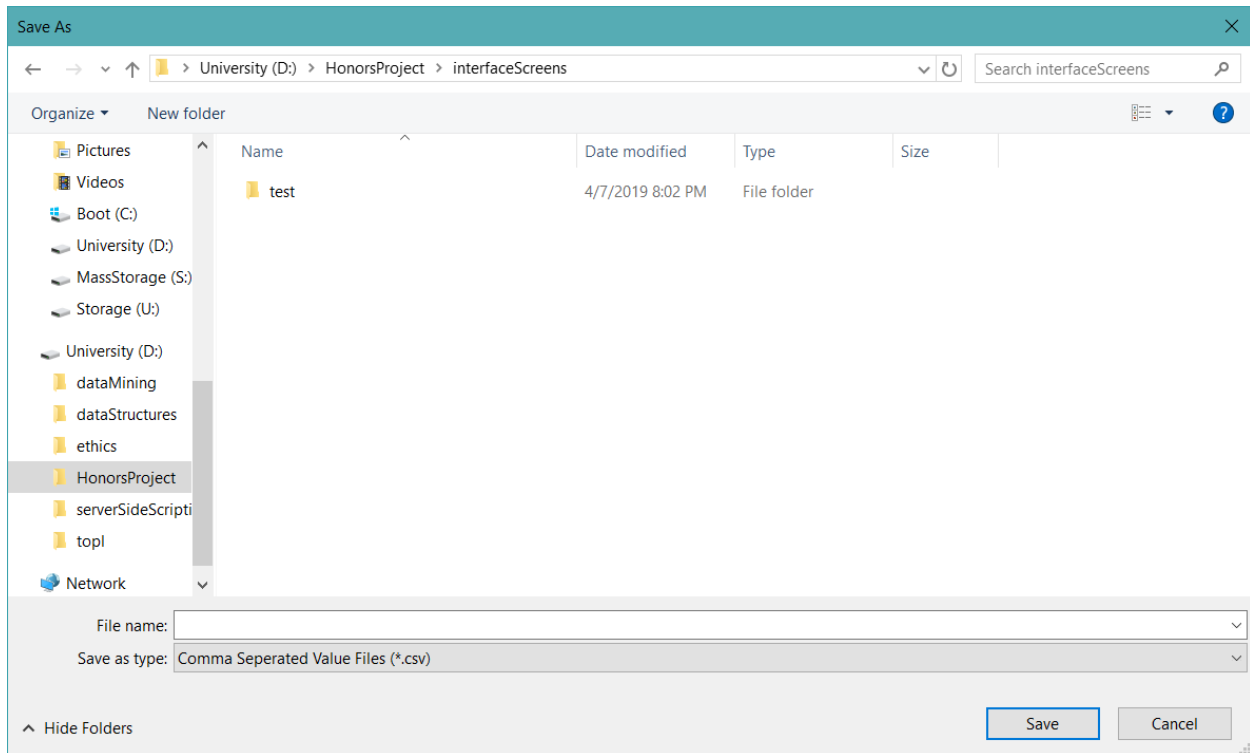 Save As
University (D:) > HonorsProject > interfaceScreens
Search interfaceScreens
Organize
New folder
Pictures
Videos
Boot (C:)
University (D:)
MassStorage (S:)
Storage (U:)
University (D:)
dataMining
dataStructures
ethics
HonorsProject
serverSideScripti
topl
Network
Name Date modified Type Size
test 4/7/2019 8:02 PM File folder
File name:
Save as type: Comma Seperated Value Files (*.csv)
Hide Folders
Save
Cancel